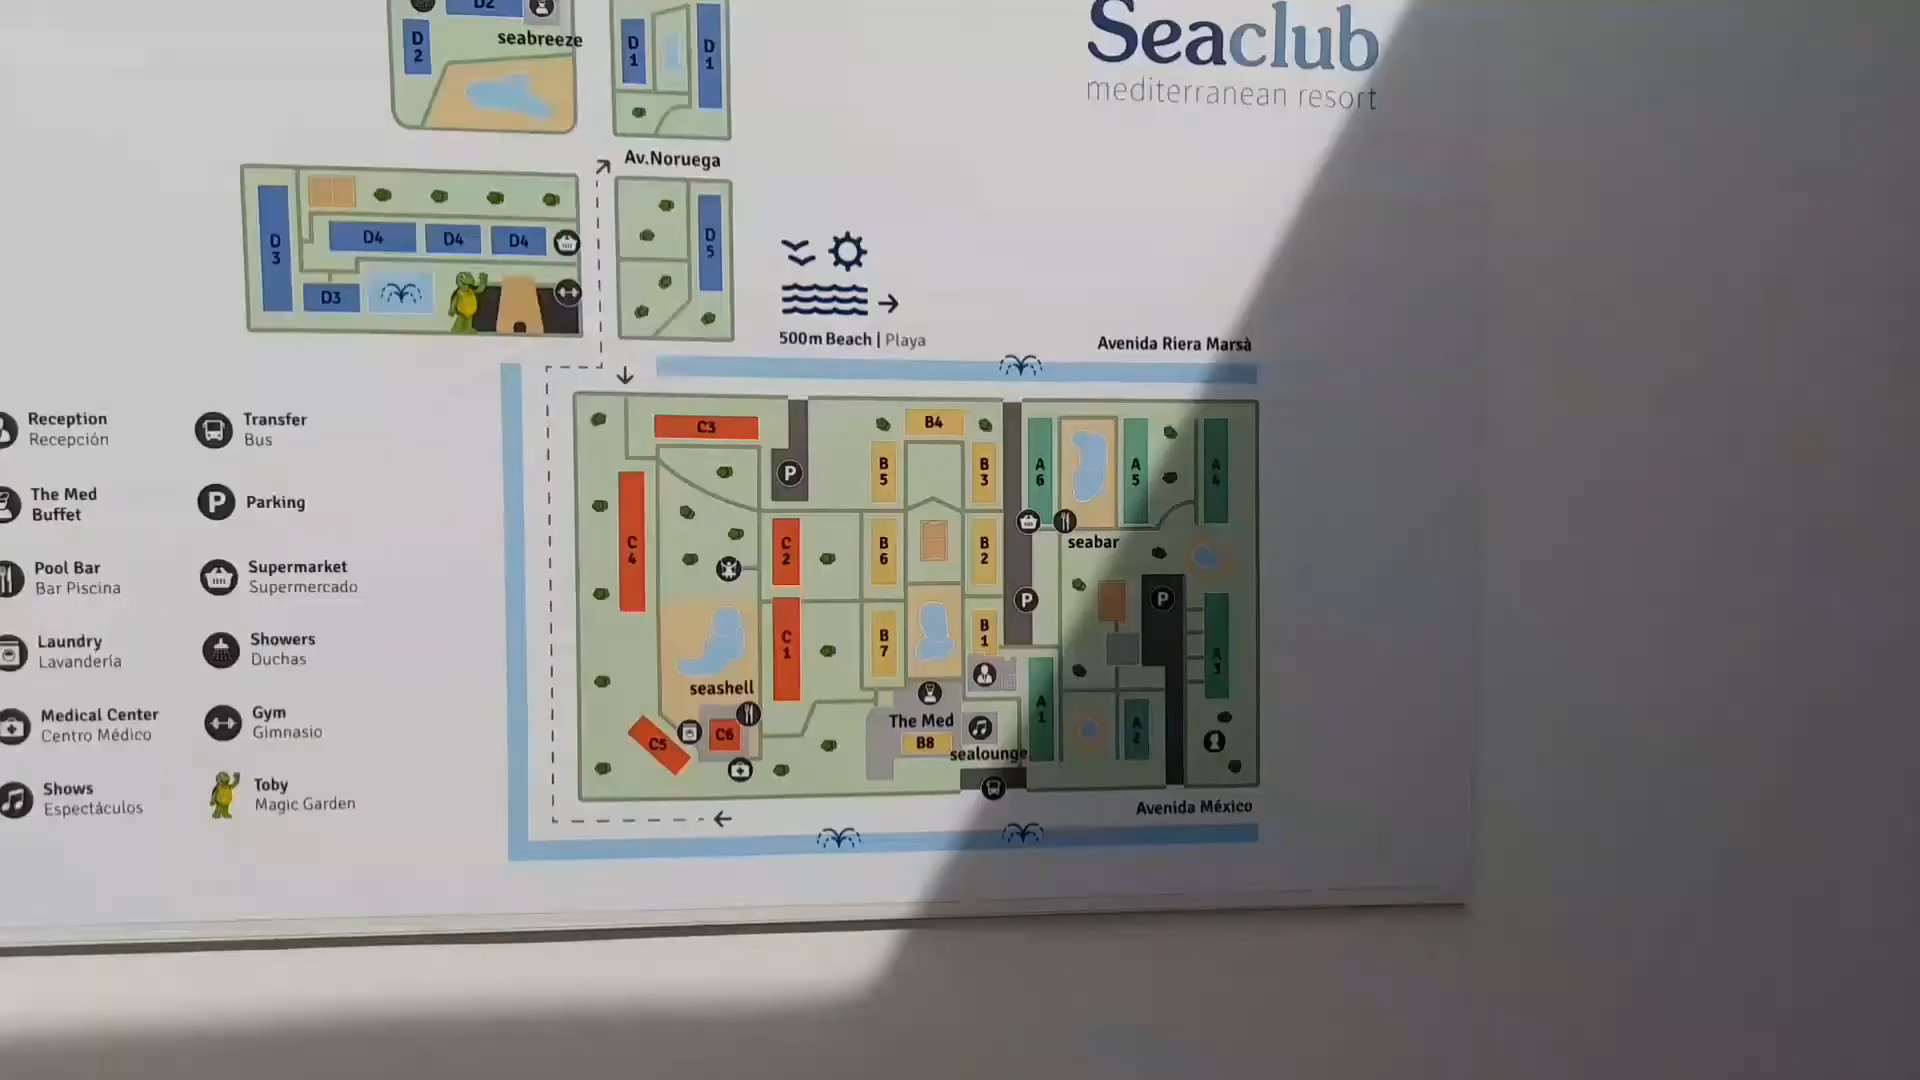 D2
D
2
seabreeze
D
1
D
1
Seaclub
mediterranean resort
Av.Noruega
D
3
D4
D4
D4
D3
D
5
500m Beach | Playa
Avenida Riera Marsà
Reception
Recepción
Transfer
Bus
The Med
Buffet
P
Parking
Pool Bar
Bar Piscina
Supermarket
Supermercado
Laundry
Lavandería
Showers
Duchas
Medical Center
Centro Médico
Gym
Gimnasio
Shows
Espectáculos
Toby
Magic Garden
C3
P
B4
C
4
B
5
B
3
A
6
A
5
A
4
seabar
C
2
B
6
B
2
P
P
C
1
B
7
B
1
A
3
seashell
C5
C6
The Med
B8
sealounge
A
1
A
2
Avenida México